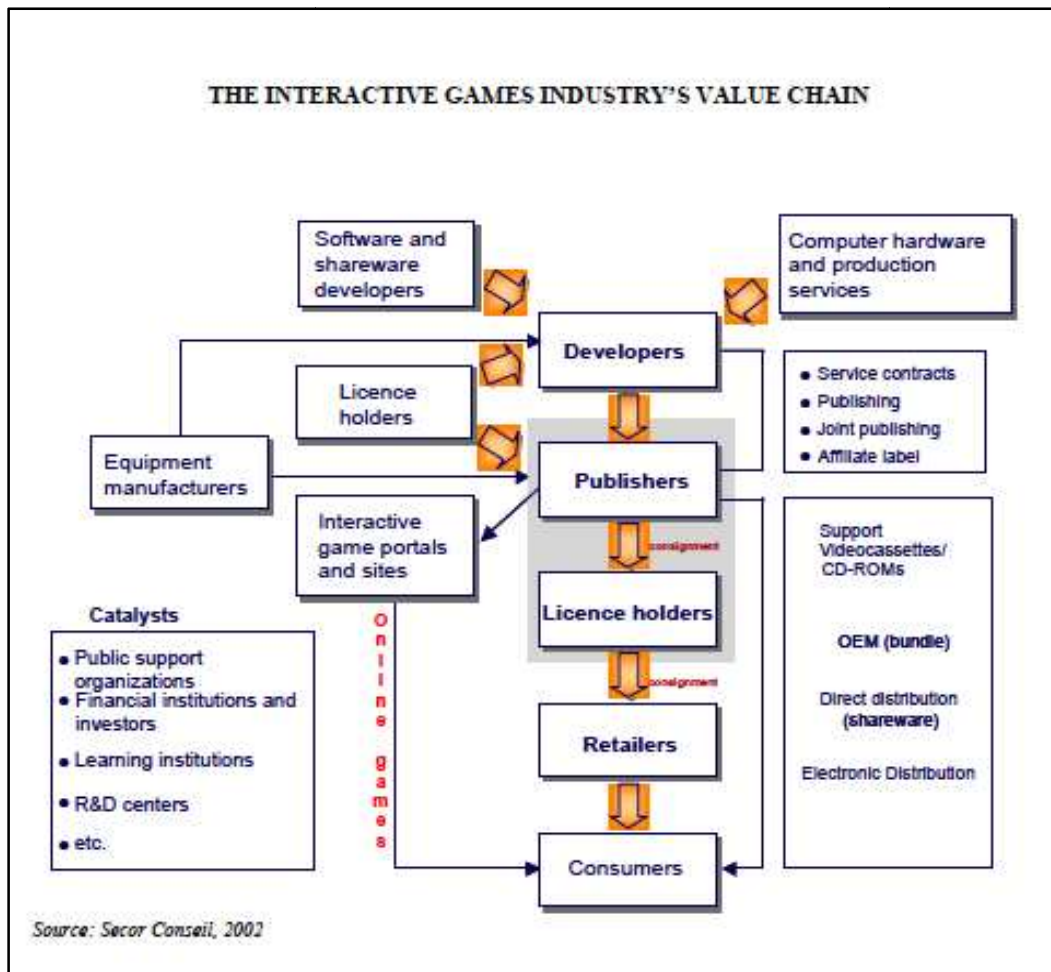 THE INTERACTIVE GAMES INDUSTRY'S VALUE CHAIN
Software and
shareware
developers
Computer hardware
and production
services
Developers
Licence
holders
● Service contracts
● Publishing
● Joint publishing
● Affiliate label
Equipment
manufacturers
Publishers
Interactive
game portals
and sites
consignment
Support
Videocassettes/
CD-ROMs
Licence holders
OEM (bundle)
Catalysts
● Public support
organizations
● Financial institutions and
investors
● Learning institutions
● R&D centers
● etc.
Online games
consignment
Direct distribution
(shareware)
Retailers
Electronic Distribution
Consumers
Source: Secor Conseil, 2002